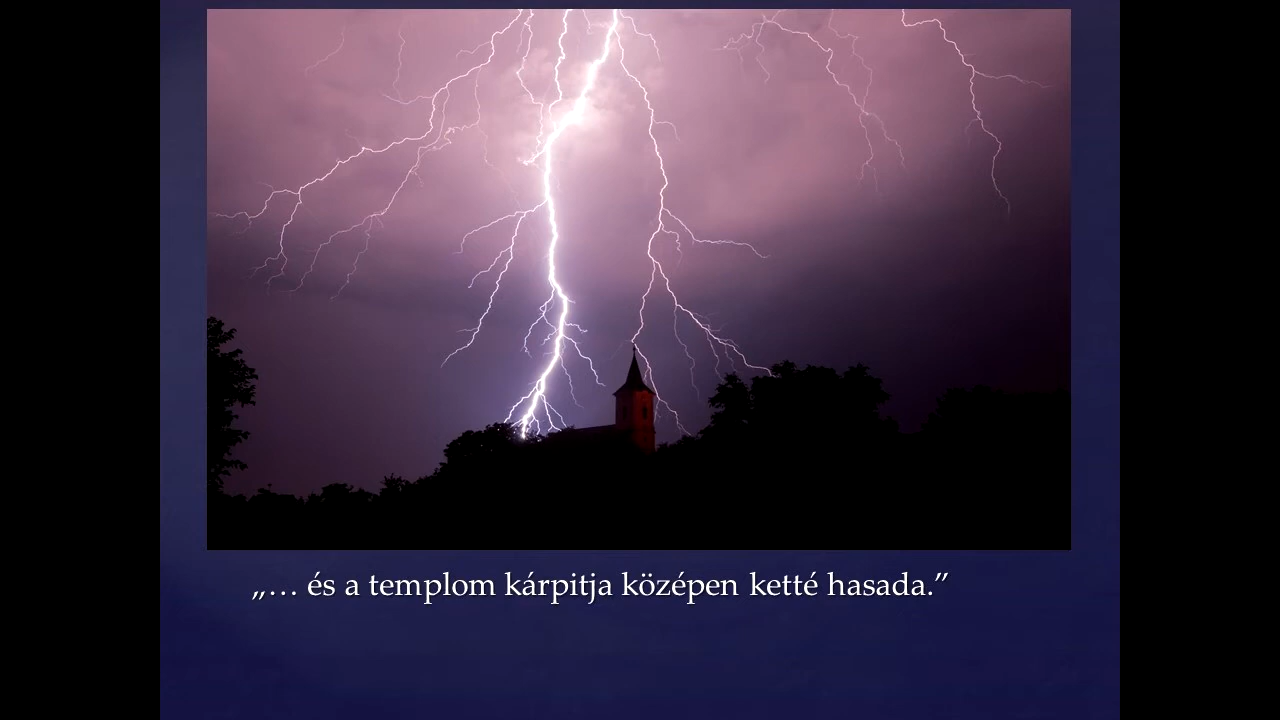 „… és a templom kárpitja középen ketté hasada.”